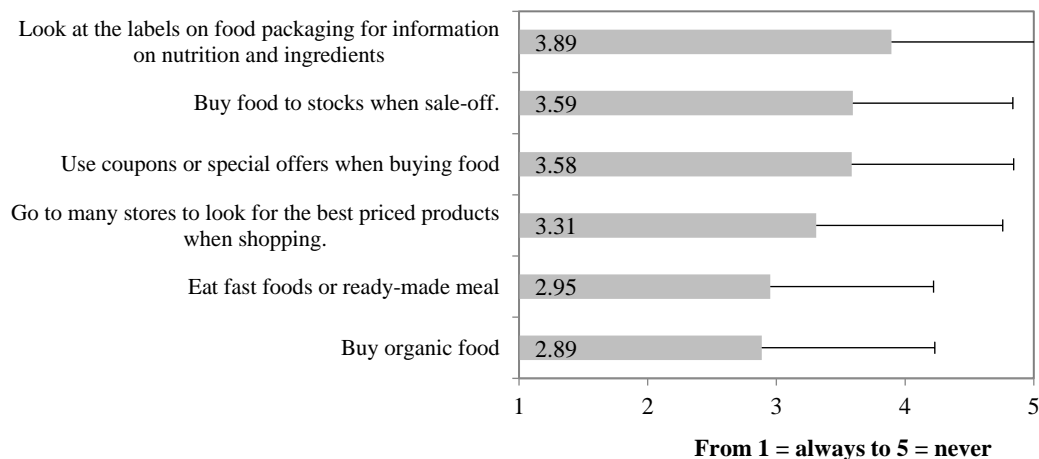 Look at the labels on food packaging for information
on nutrition and ingredients
3.89
Buy food to stocks when sale-off.
3.59
Use coupons or special offers when buying food
3.58
Go to many stores to look for the best priced products
when shopping.
3.31
Eat fast foods or ready-made meal
2.95
Buy organic food
2.89
1 2 3 4 5
From 1 = always to 5 = never